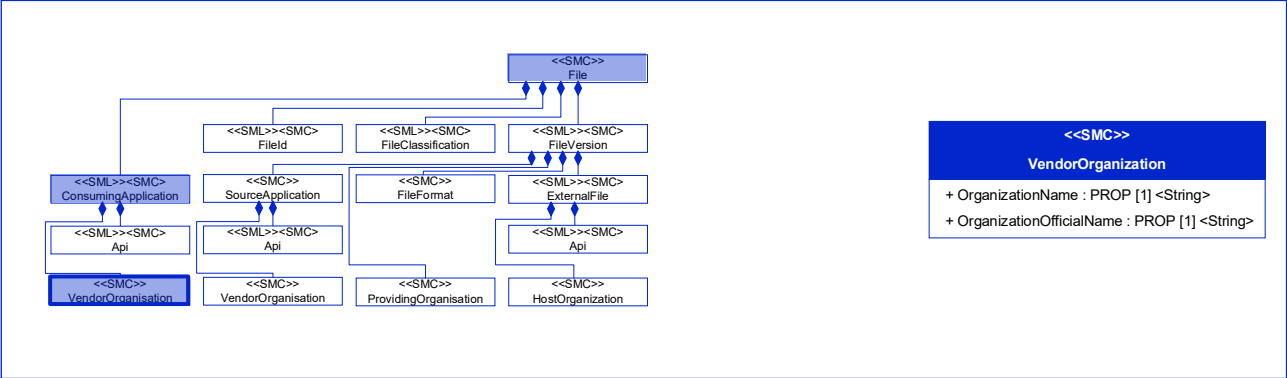 <<SMC>>
File
<<SML>><<SMC>
FileId
<<SML>><<SMC>
FileClassification
<<SML>><<SMC>
FileVersion
<<SML>><<SMC>
ConsumingApplication
<<SMC>>
SourceApplication
<<SMC>>
FileFormat
<<SML>><<SMC>
ExternalFile
<<SML>><<SMC>
Api
<<SML>><<SMC>
Api
<<SML>><<SMC>
Api
<<SMC>>
VendorOrganisation
<<SMC>>
VendorOrganisation
<<SMC>>
ProvidingOrganisation
<<SMC>>
HostOrganization
<<SMC>>
VendorOrganization
+ OrganizationName : PROP [1] <String>
+ OrganizationOfficialName : PROP [1] <String>